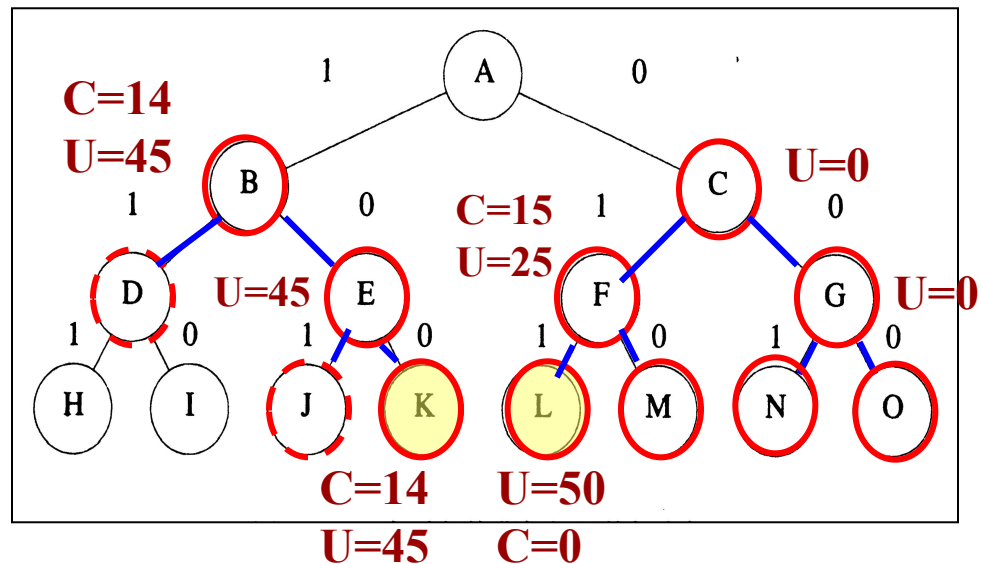 1 A 0
C=14
U=45
B C U=0
1 0 C=15 1 0
U=25
D U=45 E F G U=0
1 0 1 0 1 0 1 0
H I J K L M N O
C=14 U=50
U=45 C=0